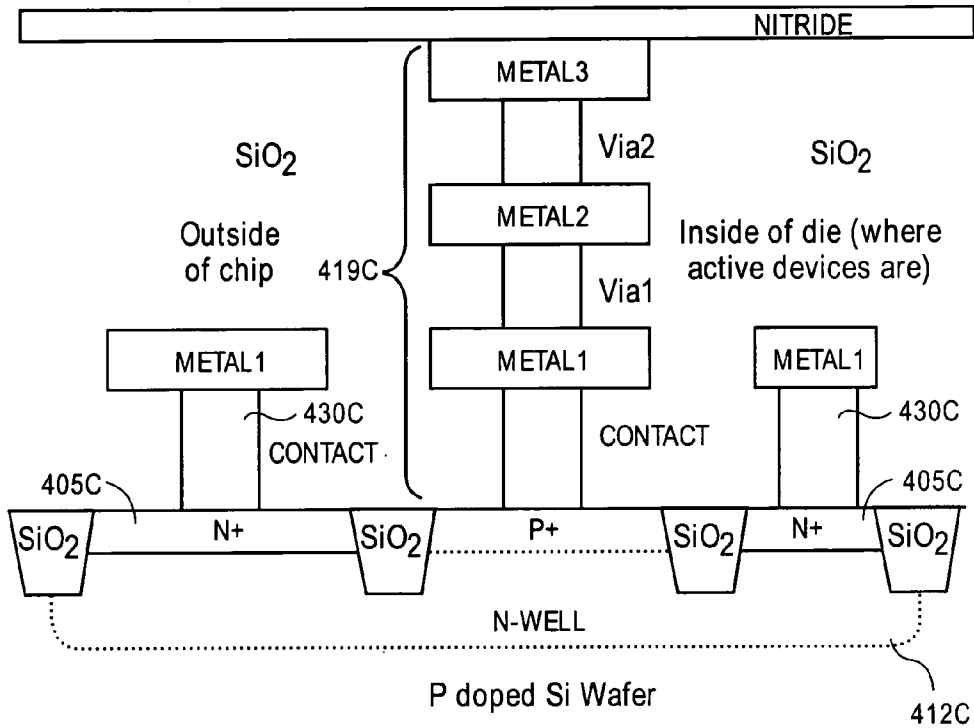 NITRIDE
METAL3
SiO2
Via2
SiO2
METAL2
Outside
of chip
419C
Inside of die (where
active devices are)
Via1
METAL1
METAL1
METAL1
430C
CONTACT
CONTACT
430C
405C
405C
SiO2
N+
SiO2
P+
SiO2
N+
SiO2
N-WELL
P doped Si Wafer
412C